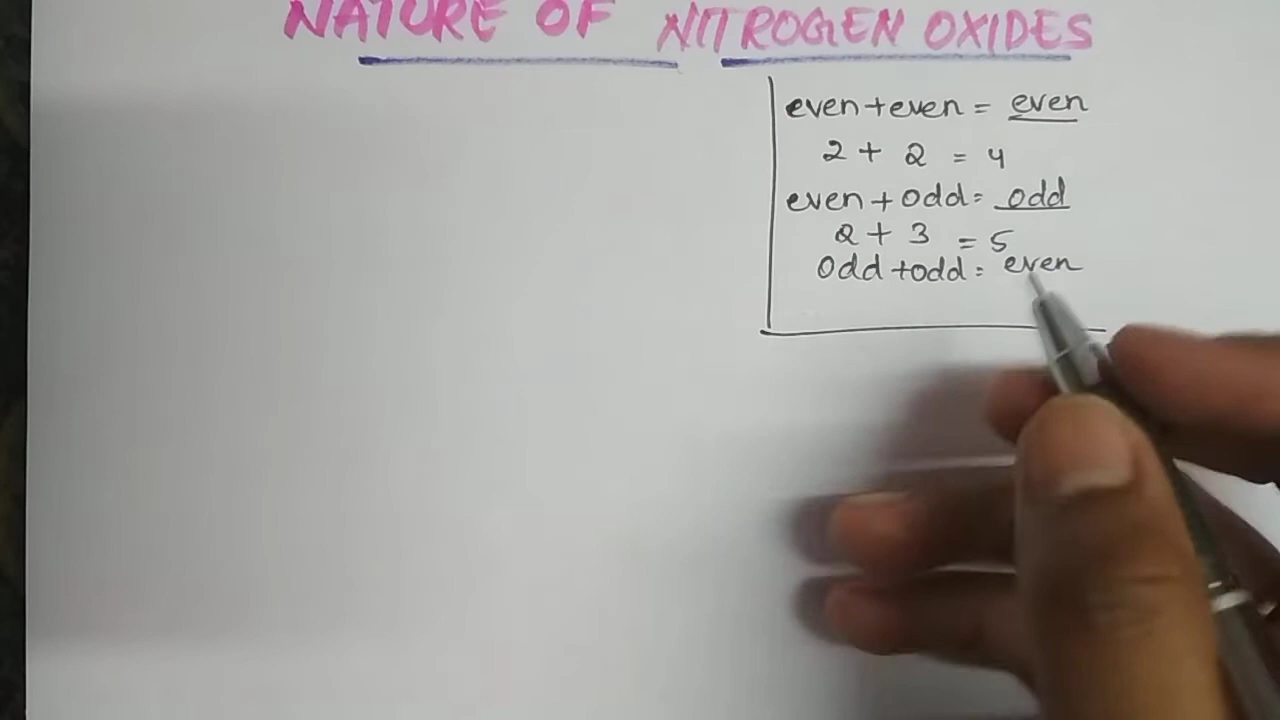 NATURE OF NITROGEN OXIDES
even+even = even
2 + 2 = 4
even + odd = odd
2 + 3 = 5
odd +odd = even